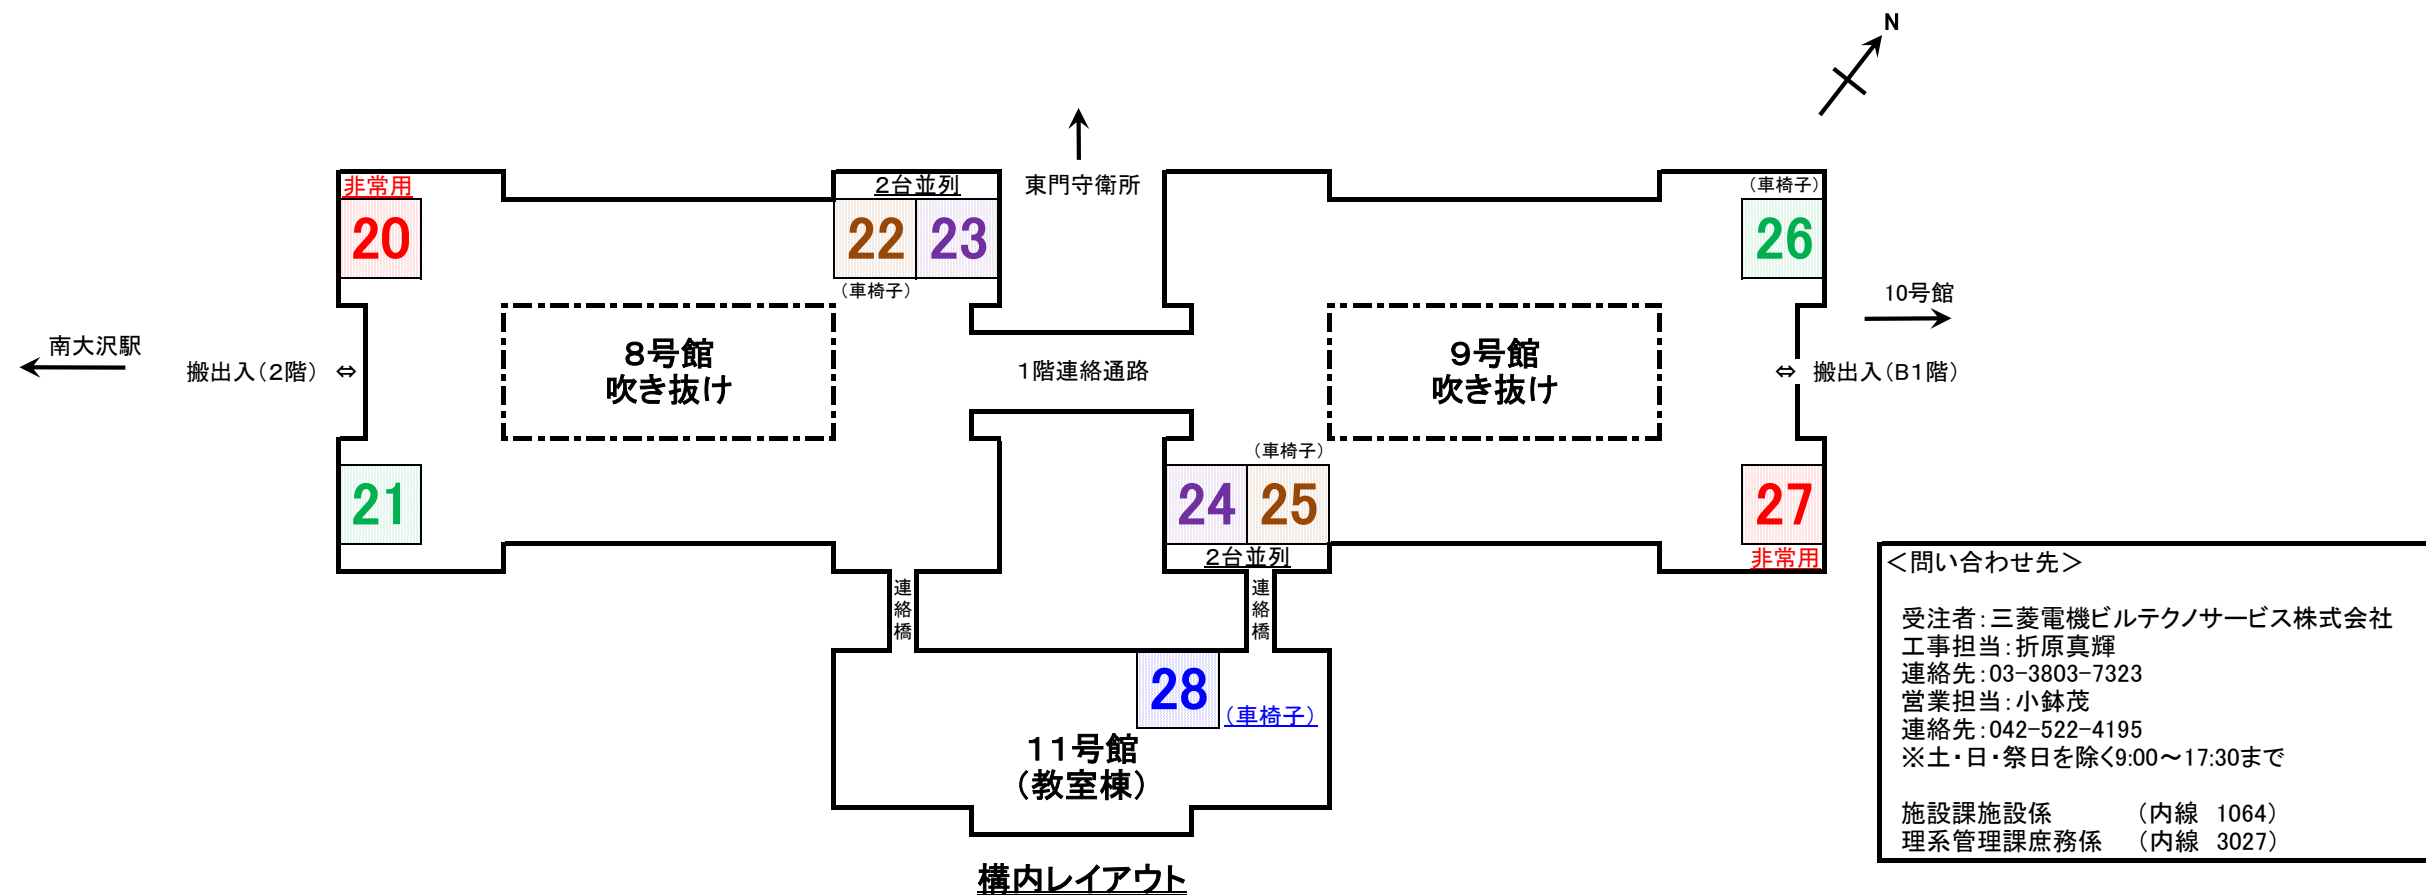 N
非常用
2台並列
東門守衛所
(車椅子)
20
22
23
26
(車椅子)
10号館
南大沢駅
搬出入(2階) ⇔
8号館
吹き抜け
1階連絡通路
9号館
吹き抜け
⇔ 搬出入(B1階)
(車椅子)
21
24
25
27
2台並列
非常用
連絡橋
連絡橋
28
(車椅子)
11号館
(教室棟)
構内レイアウト
<問い合わせ先>
受注者:三菱電機ビルテクノサービス株式会社
工事担当:折原真輝
連絡先:03-3803-7323
営業担当:小鉢茂
連絡先:042-522-4195
※土・日・祭日を除く9:00~17:30まで
施設課施設係 (内線 1064)
理系管理課庶務係 (内線 3027)